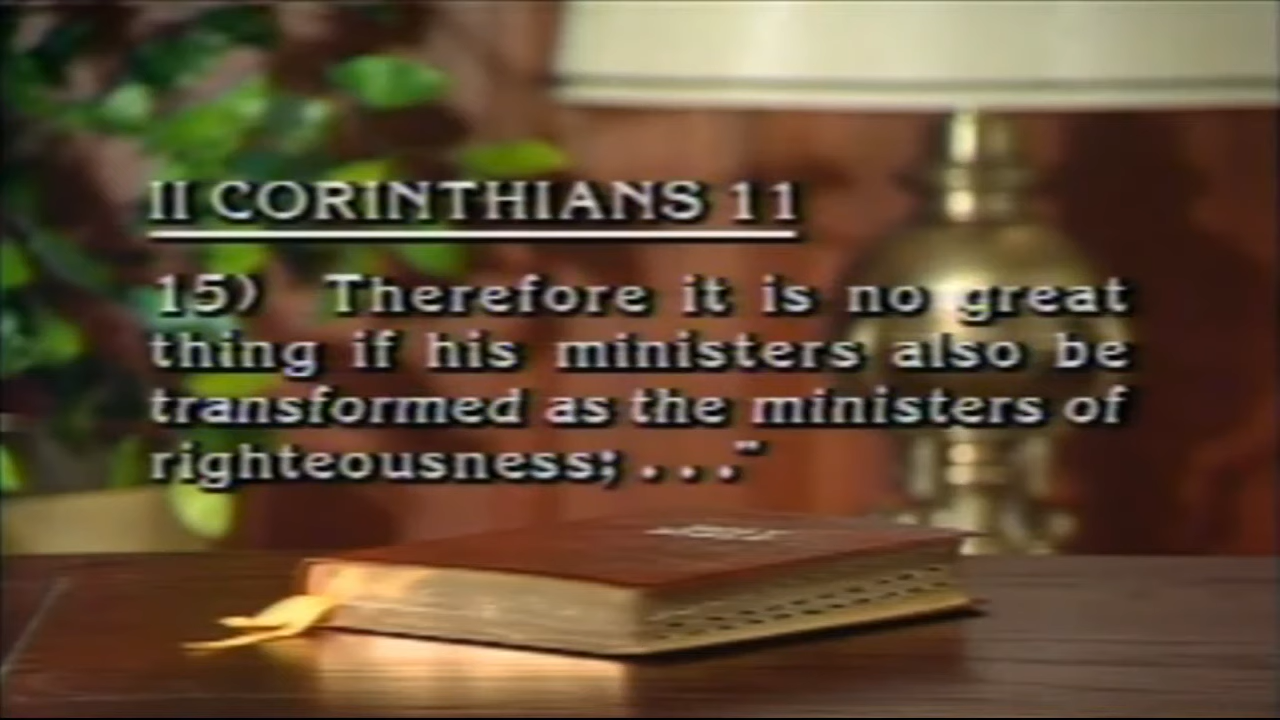 II CORINTHIANS 11
15) Therefore it is no great
thing if his ministers also be
transformed as the ministers of
righteousness; . . ."